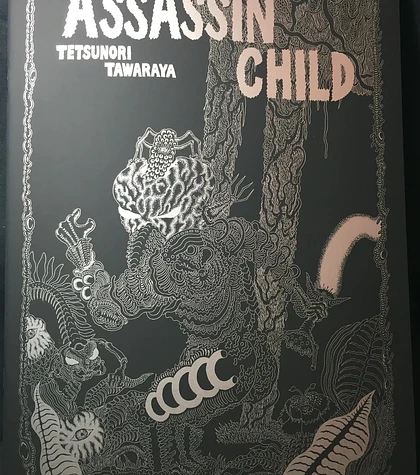 ASSASSIN
TETSUNORI
TAWARAYA
CHILD